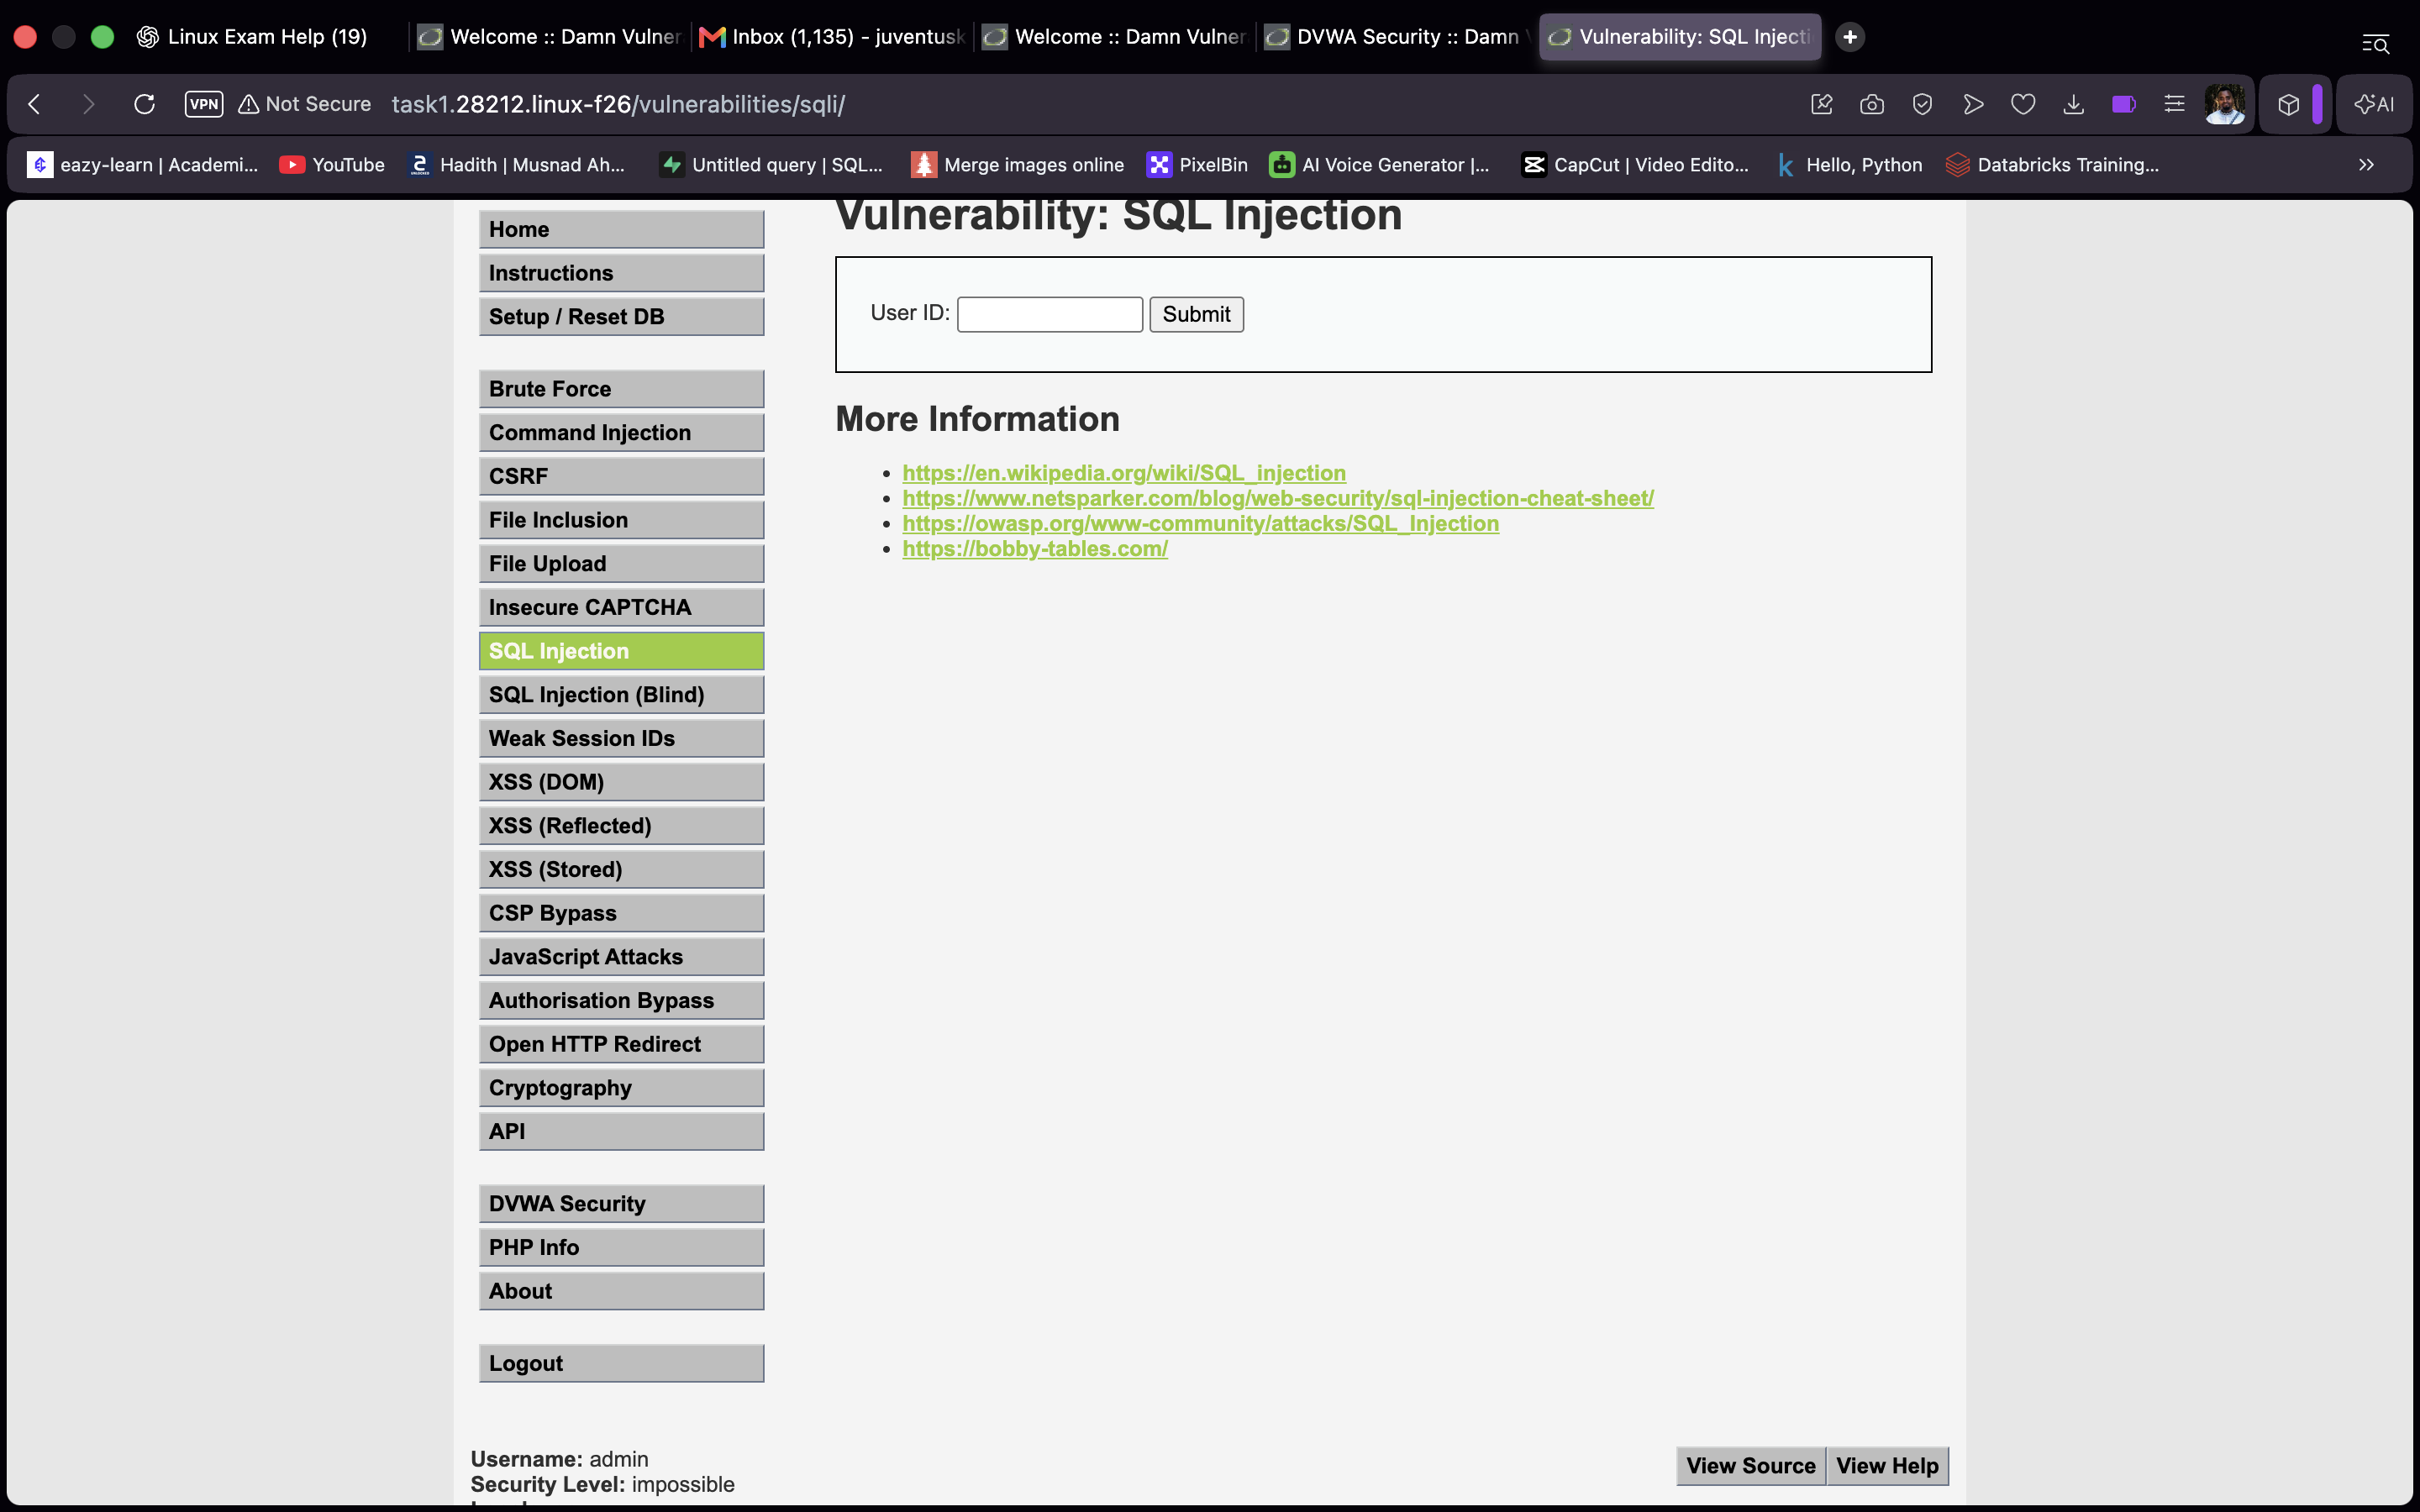 Linux Exam Help (19)
Welcome :: Damn Vulner
Inbox (1,135) - juventusk
Welcome :: Damn Vulner
DVWA Security :: Damn
Vulnerability: SQL Injecti
VPN
Not Secure
task1.28212.linux-f26/vulnerabilities/sqli/
AI
eazy-learn | Academi...
YouTube
Hadith | Musnad Ah...
Untitled query | SQL...
Merge images online
PixelBin
AI Voice Generator |...
CapCut | Video Edito...
Hello, Python
Databricks Training...
Home
Instructions
Setup / Reset DB
Brute Force
Command Injection
CSRF
File Inclusion
File Upload
Insecure CAPTCHA
SQL Injection
SQL Injection (Blind)
Weak Session IDs
XSS (DOM)
XSS (Reflected)
XSS (Stored)
CSP Bypass
JavaScript Attacks
Authorisation Bypass
Open HTTP Redirect
Cryptography
API
DVWA Security
PHP Info
About
Logout
Vulnerability: SQL Injection
User ID:
Submit
More Information
https://en.wikipedia.org/wiki/SQL_injection
https://www.netsparker.com/blog/web-security/sql-injection-cheat-sheet/
https://owasp.org/www-community/attacks/SQL_Injection
https://bobby-tables.com/
Username: admin
Security Level: impossible
View Source
View Help